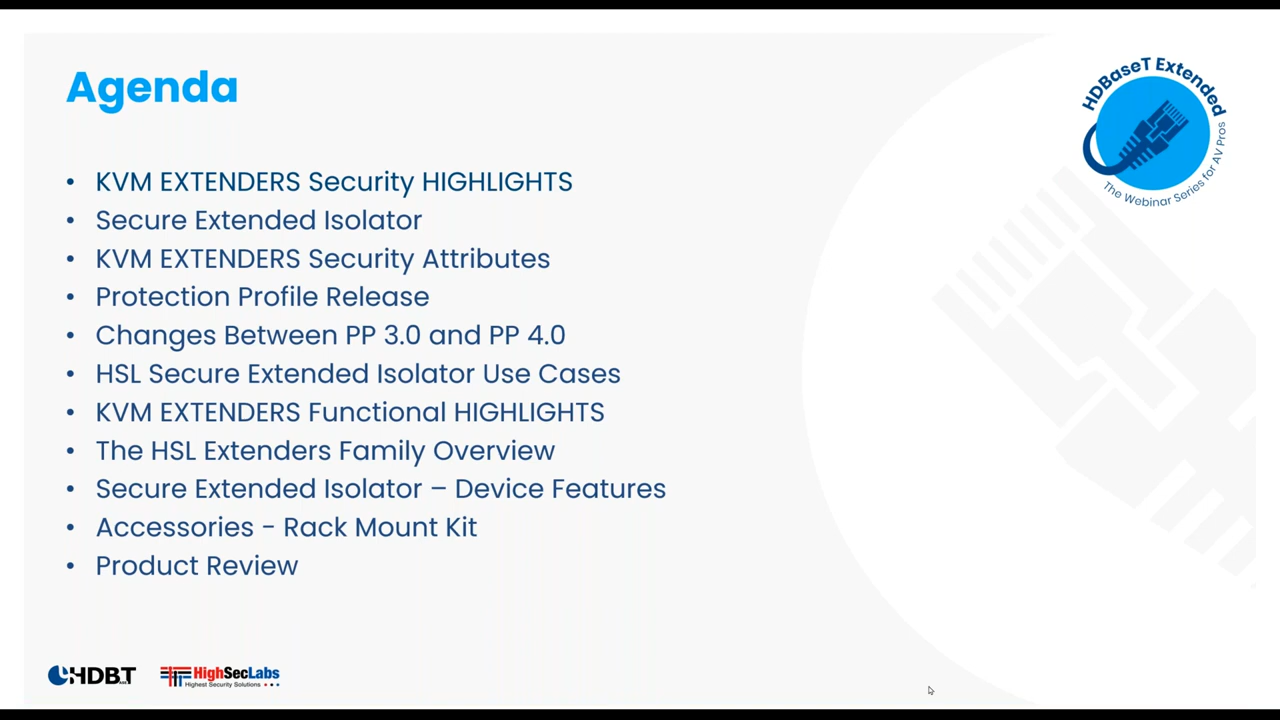 Agenda
HDBaseT Extended
The Webinar Series for AV Pros
• KVM EXTENDERS Security HIGHLIGHTS
• Secure Extended Isolator
• KVM EXTENDERS Security Attributes
• Protection Profile Release
• Changes Between PP 3.0 and PP 4.0
• HSL Secure Extended Isolator Use Cases
• KVM EXTENDERS Functional HIGHLIGHTS
• The HSL Extenders Family Overview
• Secure Extended Isolator – Device Features
• Accessories - Rack Mount Kit
• Product Review
HDBT
HighSecLabs
Highest Security Solutions